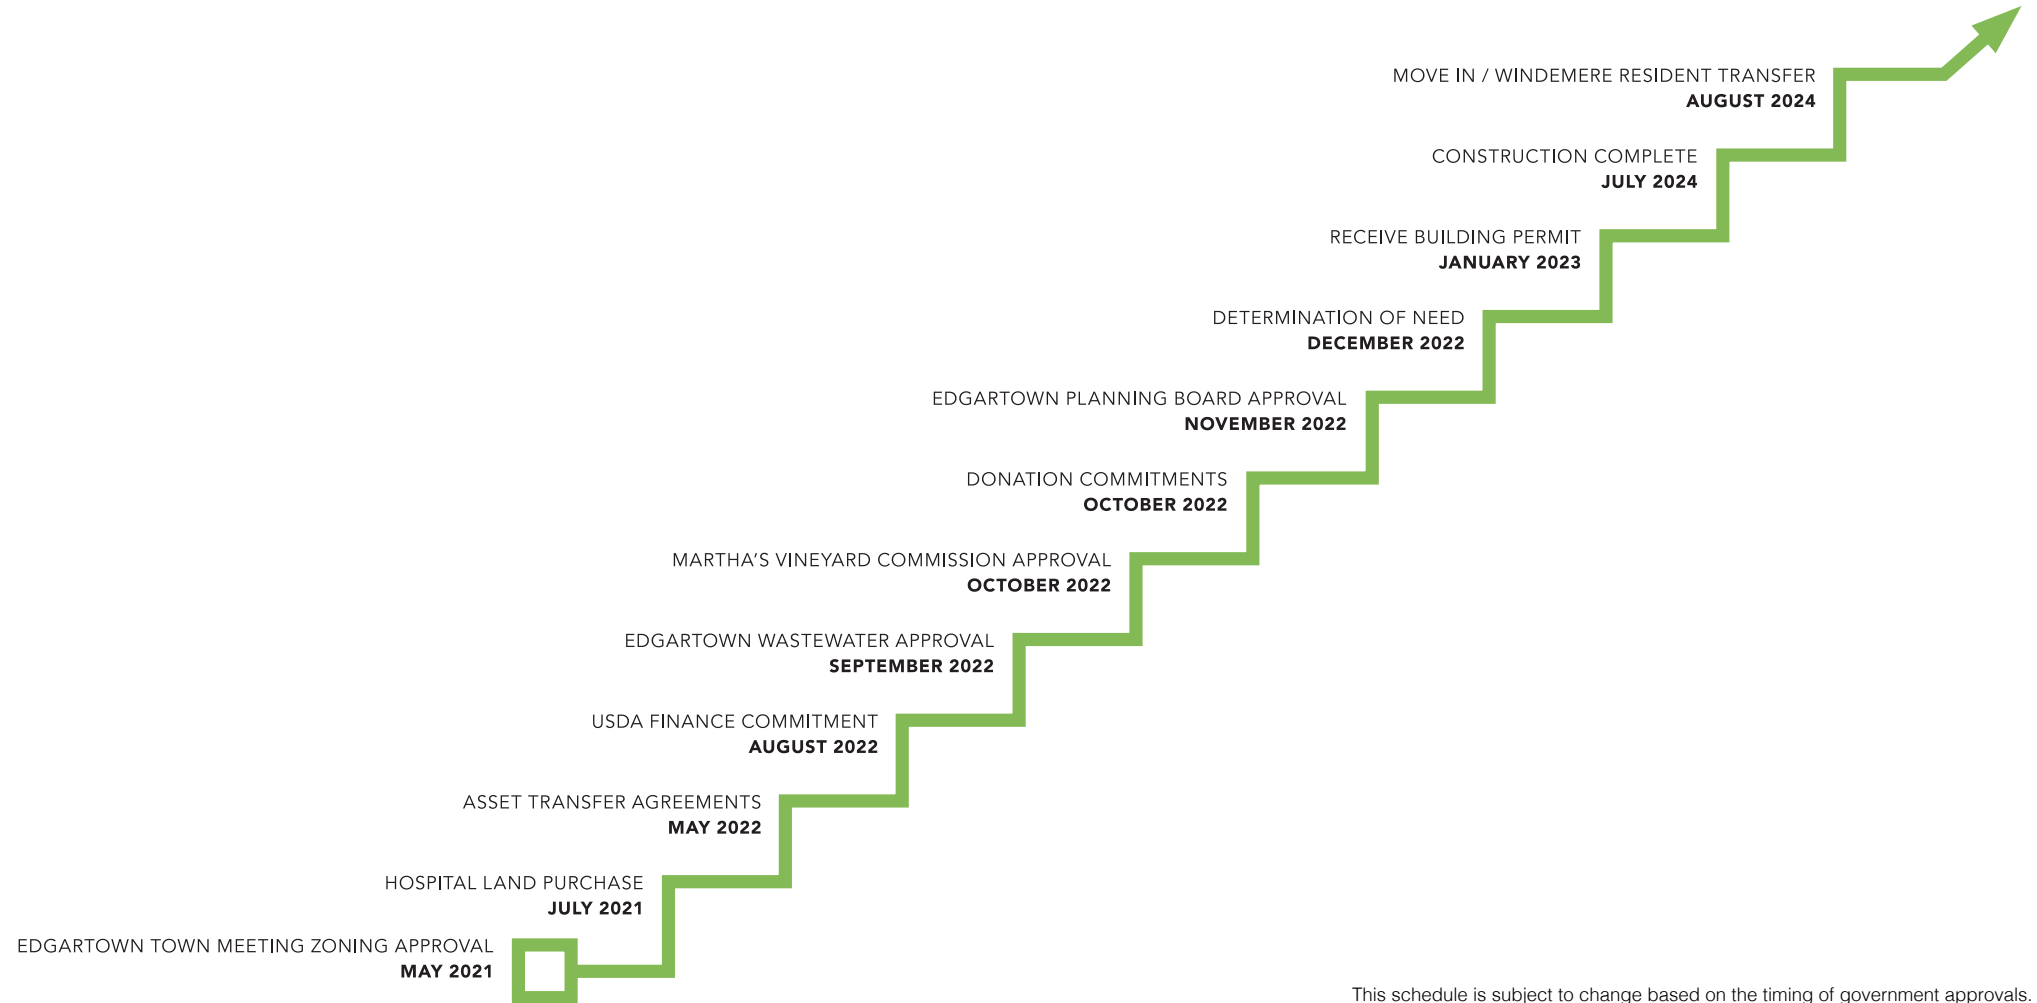 MOVE IN / WINDEMERE RESIDENT TRANSFER
AUGUST 2024
CONSTRUCTION COMPLETE
JULY 2024
RECEIVE BUILDING PERMIT
JANUARY 2023
DETERMINATION OF NEED
DECEMBER 2022
EDGARTOWN PLANNING BOARD APPROVAL
NOVEMBER 2022
DONATION COMMITMENTS
OCTOBER 2022
MARTHA'S VINEYARD COMMISSION APPROVAL
OCTOBER 2022
EDGARTOWN WASTEWATER APPROVAL
SEPTEMBER 2022
USDA FINANCE COMMITMENT
AUGUST 2022
ASSET TRANSFER AGREEMENTS
MAY 2022
HOSPITAL LAND PURCHASE
JULY 2021
EDGARTOWN TOWN MEETING ZONING APPROVAL
MAY 2021
This schedule is subject to change based on the timing of government approvals.